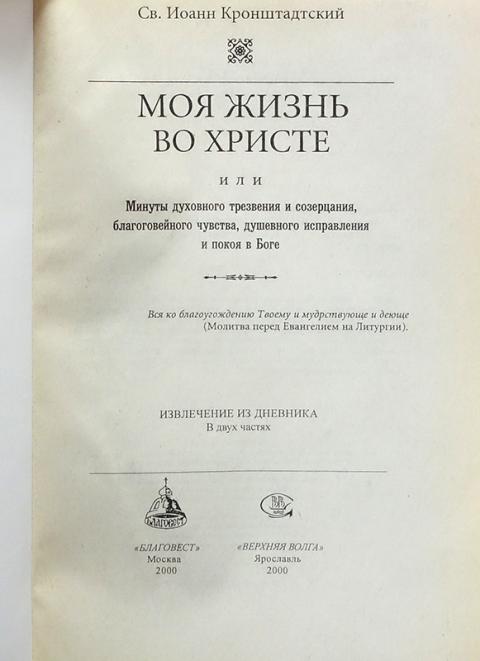 Св. Иоанн Кронштадтский
МОЯ ЖИЗНЬ
ВО ХРИСТЕ
или
Минуты духовного трезвения и созерцания,
благоговейного чувства, душевного исправления
и покоя в Боге
Вся ко благоугождению Твоему и мудрствующе и деюще
(Молитва перед Евангелием на Литургии).
ИЗВЛЕЧЕНИЕ ИЗ ДНЕВНИКА
В двух частях
БЛАГОВЕСТ
«БЛАГОВЕСТ»
Москва
2000
«ВЕРХНЯЯ ВОЛГА»
Ярославль
2000